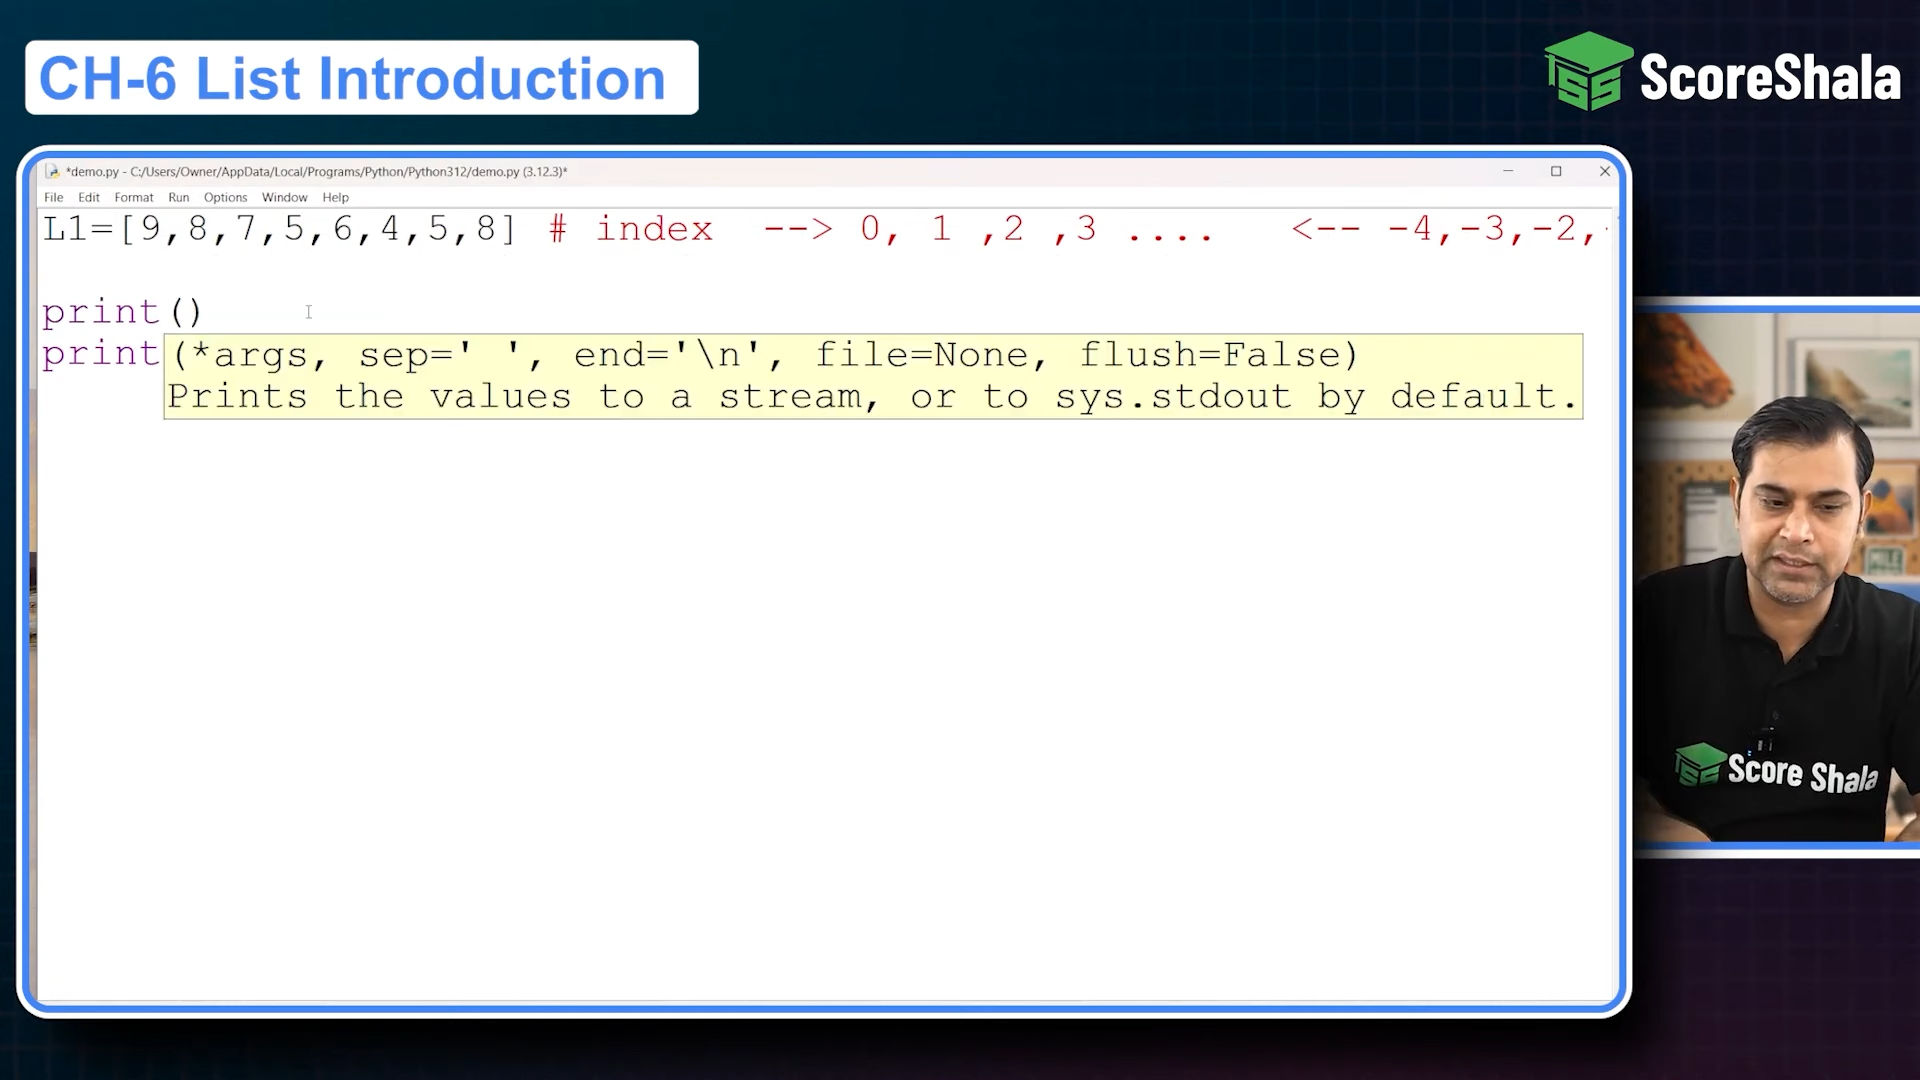 CH-6 List Introduction
ScoreShala
*demo.py - C:/Users/Owner/AppData/Local/Programs/Python/Python312/demo.py (3.12.3)*
File Edit Format Run Options Window Help
L1=[9,8,7,5,6,4,5,8] # index --> 0, 1 ,2 ,3 .... <-- -4,-3,-2,
print()
print
(*args, sep=' ', end='\n', file=None, flush=False)
Prints the values to a stream, or to sys.stdout by default.
Score Shala